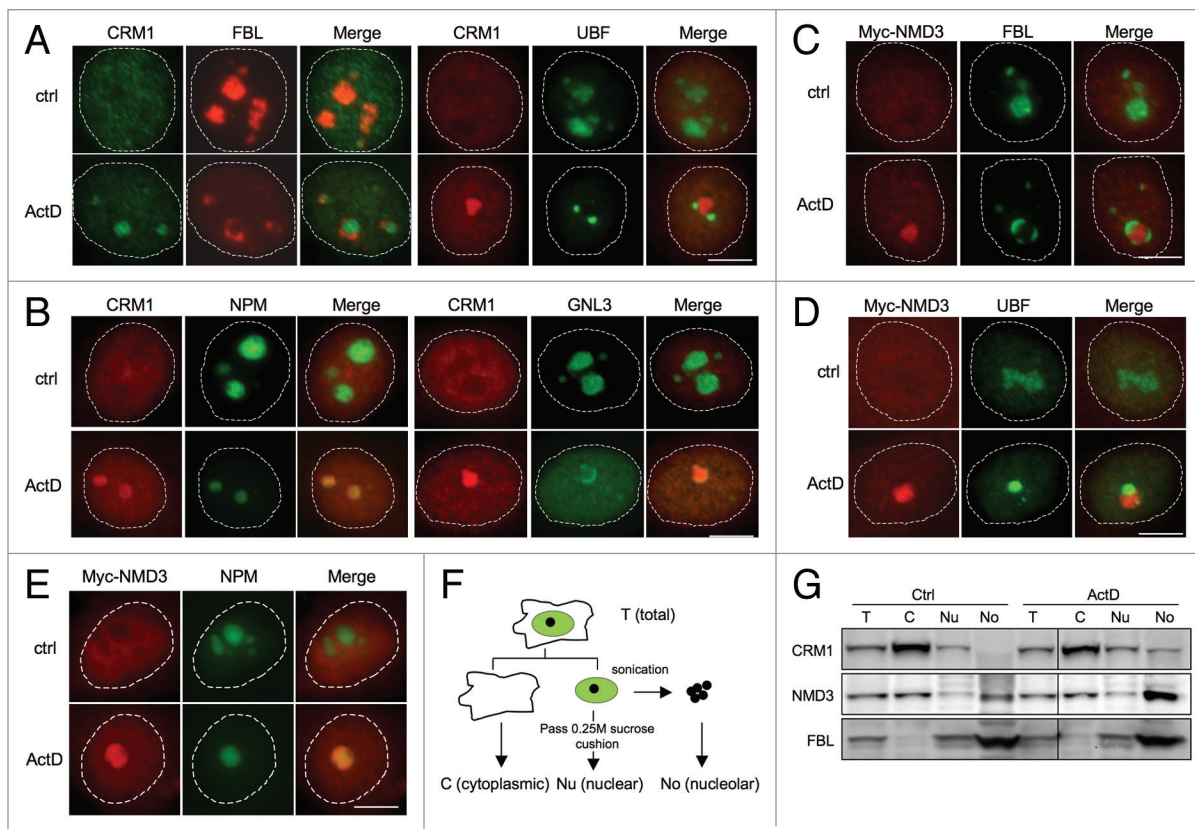 A
CRM1 FBL Merge CRM1 UBF Merge
ctrl
ActD
C
Myc-NMD3 FBL Merge
ctrl
ActD
B
CRM1 NPM Merge CRM1 GNL3 Merge
ctrl
ActD
D
Myc-NMD3 UBF Merge
ctrl
ActD
E
Myc-NMD3 NPM Merge
ctrl
ActD
F
T (total)
sonication
Pass 0.25M sucrose
cushion
C (cytoplasmic) Nu (nuclear) No (nucleolar)
G
Ctrl ActD
T C Nu No T C Nu No
CRM1
NMD3
FBL